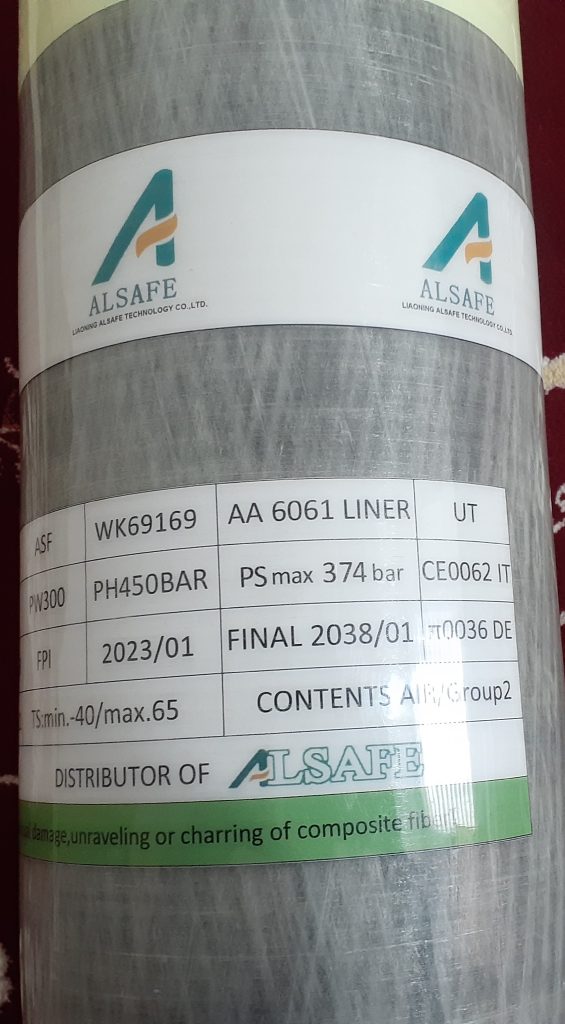 ALSAFE
LIAONING ALSAFE TECHNOLOGY CO.,LTD.
ALSAFE
LIAONING ALSAFE TECHNOLOGY CO.,LTD.
ASF WK69169 AA 6061 LINER UT
PW300 PH450BAR PS max 374 bar CE0062 IT
FPI 2023/01 FINAL 2038/01 π0036 DE
TS:min.-40/max.65 CONTENTS AIR/Group2
DISTRIBUTOR OF ALSAFE
damage,unraveling or charring of composite